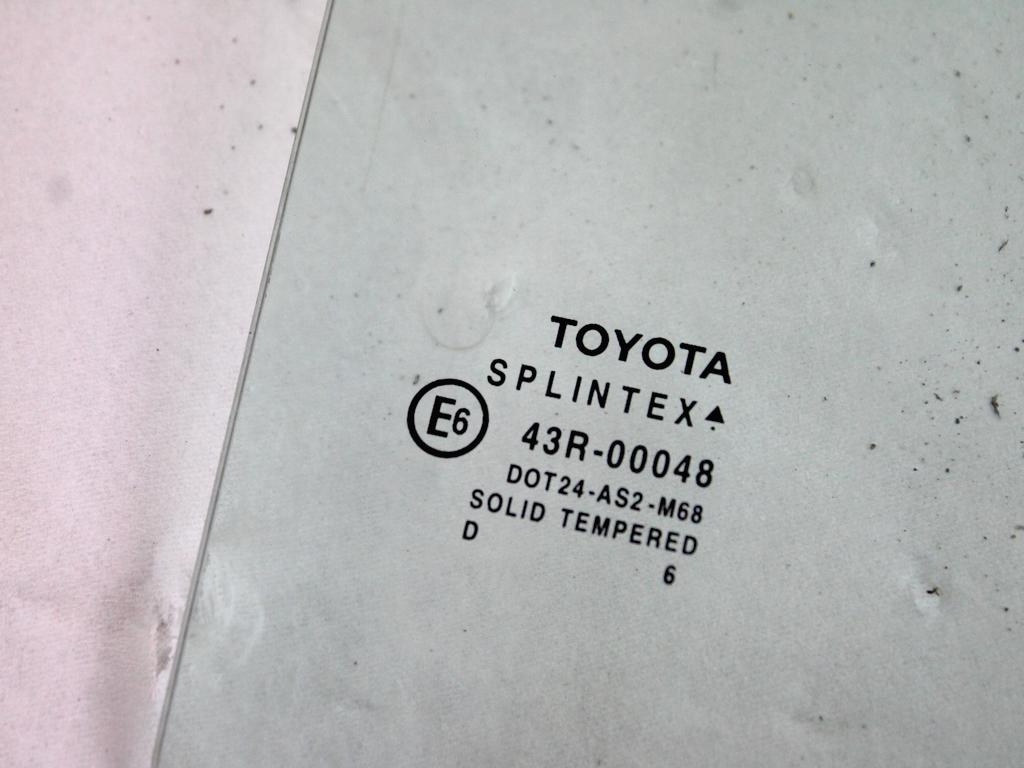 TOYOTA
SPLINTEX▲
E6 43R-00048
DOT24-AS2-M68
SOLID TEMPERED
D
6